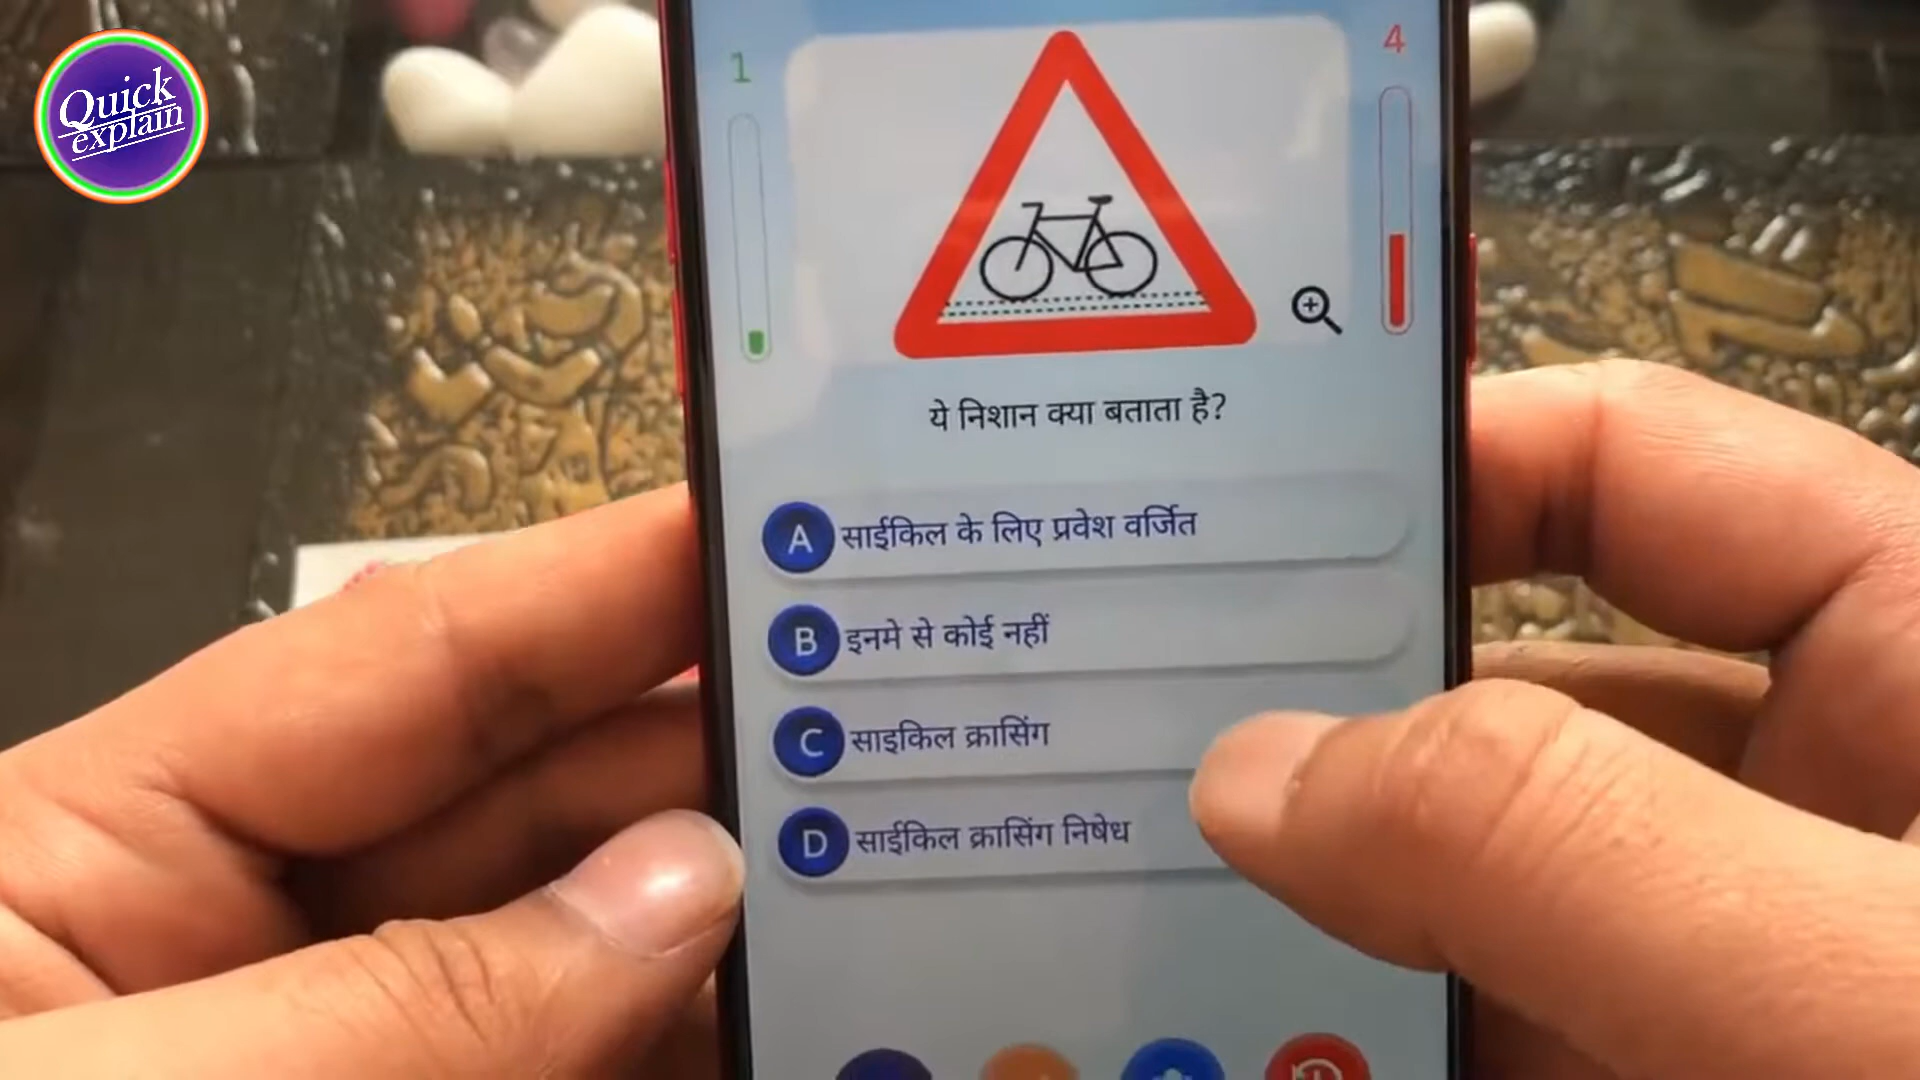 Quick
explain
1
4
ये निशान क्या बताता है?
A साईकिल के लिए प्रवेश वर्जित
B इनमे से कोई नहीं
C साइकिल क्रासिंग
D साईकिल क्रासिंग निषेध